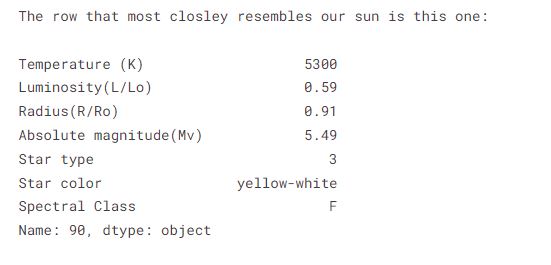 The row that most closley resembles our sun is this one:
Temperature (K) 5300
Luminosity(L/Lo) 0.59
Radius(R/Ro) 0.91
Absolute magnitude(Mv) 5.49
Star type 3
Star color yellow-white
Spectral Class F
Name: 90, dtype: object